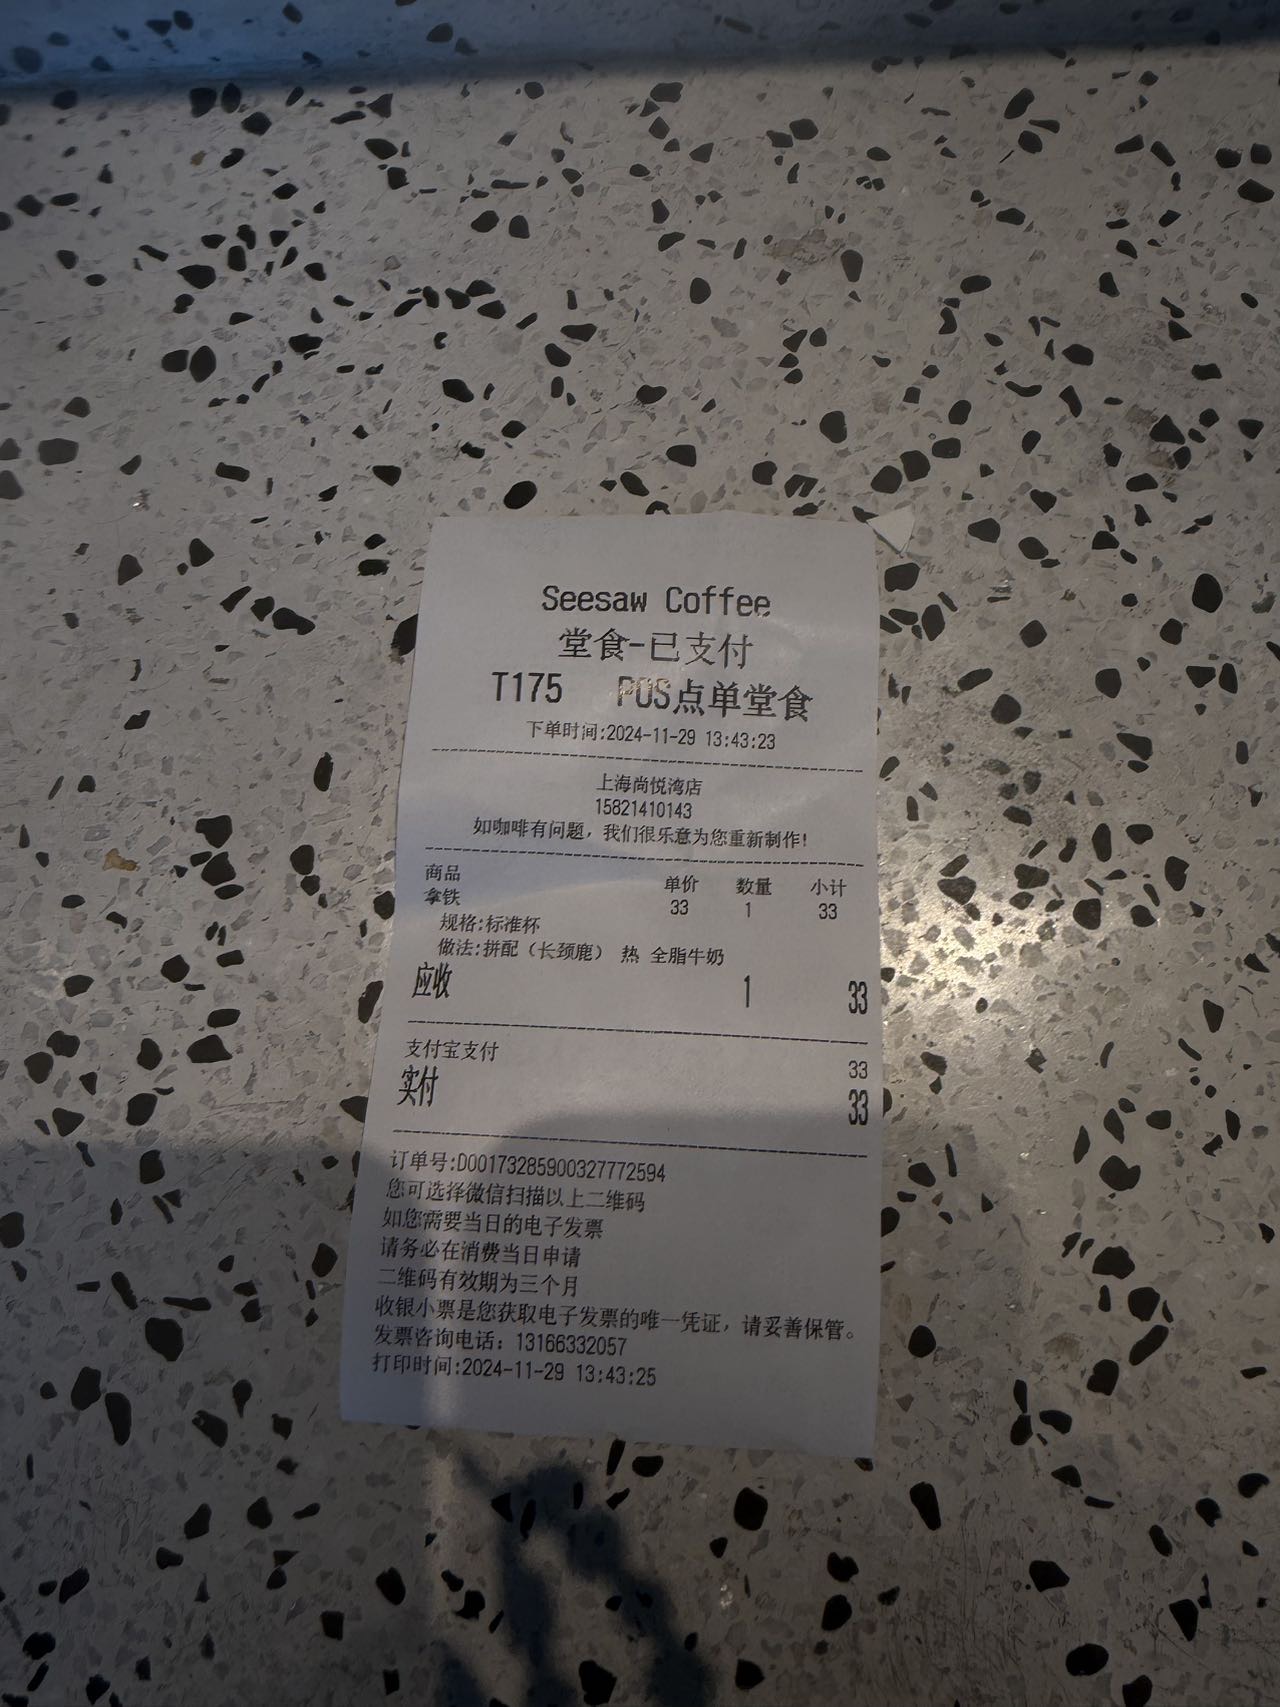 Seesaw Coffee
堂食-已支付
T175 POS点单堂食
下单时间:2024-11-29 13:43:23
上海尚悦湾店
15821410143
如咖啡有问题，我们很乐意为您重新制作!
商品 单价 数量 小计
拿铁 33 1 33
规格:标准杯
做法:拼配（长颈鹿） 热 全脂牛奶
应收 1 33
支付宝支付 33
实付 33
订单号:D00173285900327772594
您可选择微信扫描以上二维码
如您需要当日的电子发票
请务必在消费当日申请
二维码有效期为三个月
收银小票是您获取电子发票的唯一凭证，请妥善保管。
发票咨询电话：13166332057
打印时间:2024-11-29 13:43:25